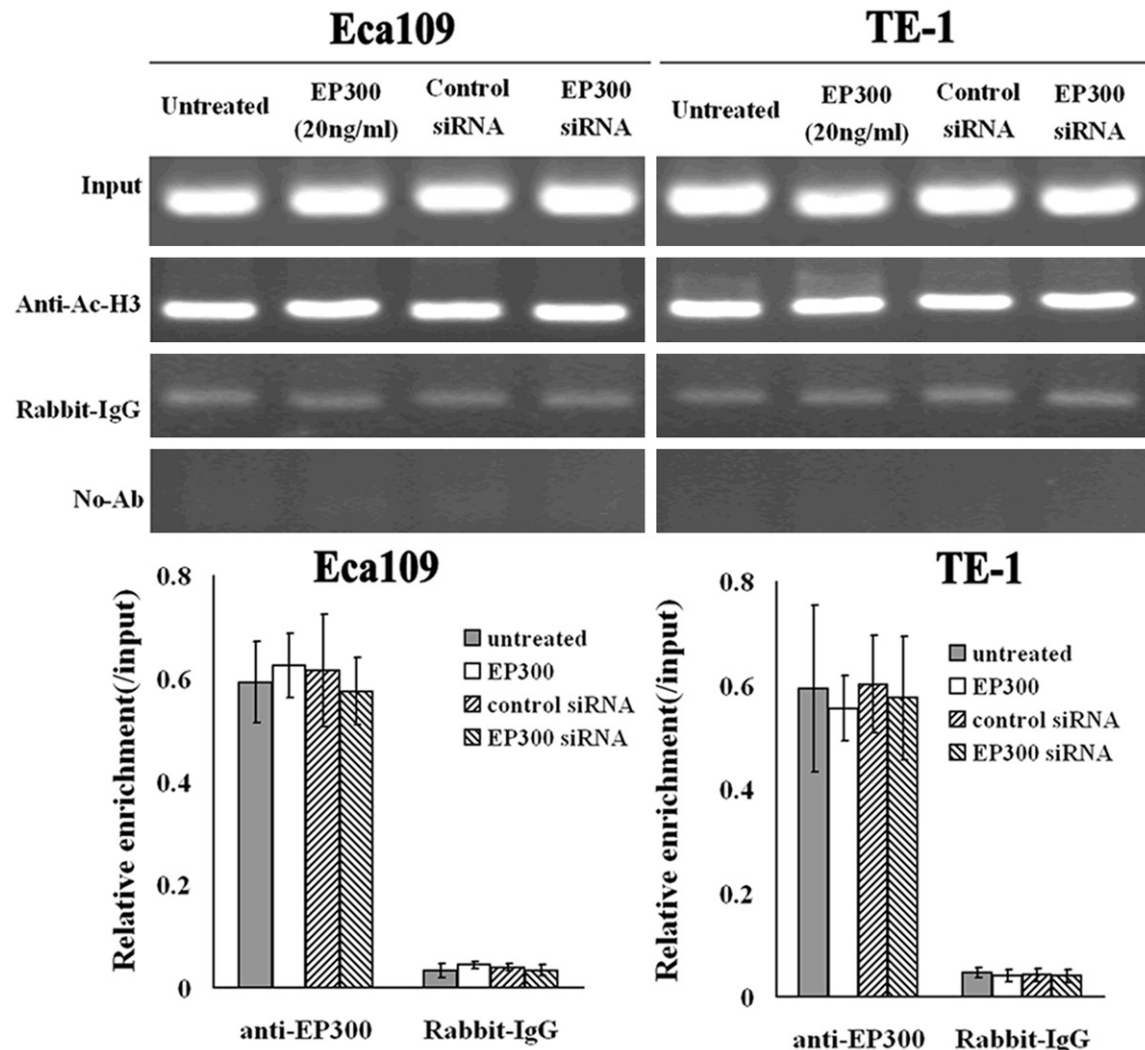 Eca109 TE-1
Untreated EP300 (20ng/ml) Control siRNA EP300 siRNA Untreated EP300 (20ng/ml) Control siRNA EP300 siRNA
Input
Anti-Ac-H3
Rabbit-IgG
No-Ab
Eca109
Relative enrichment(/input)
0.8
0.6
0.4
0.2
0
untreated
EP300
control siRNA
EP300 siRNA
anti-EP300 Rabbit-IgG
TE-1
Relative enrichment(/input)
0.8
0.6
0.4
0.2
0
untreated
EP300
control siRNA
EP300 siRNA
anti-EP300 Rabbit-IgG